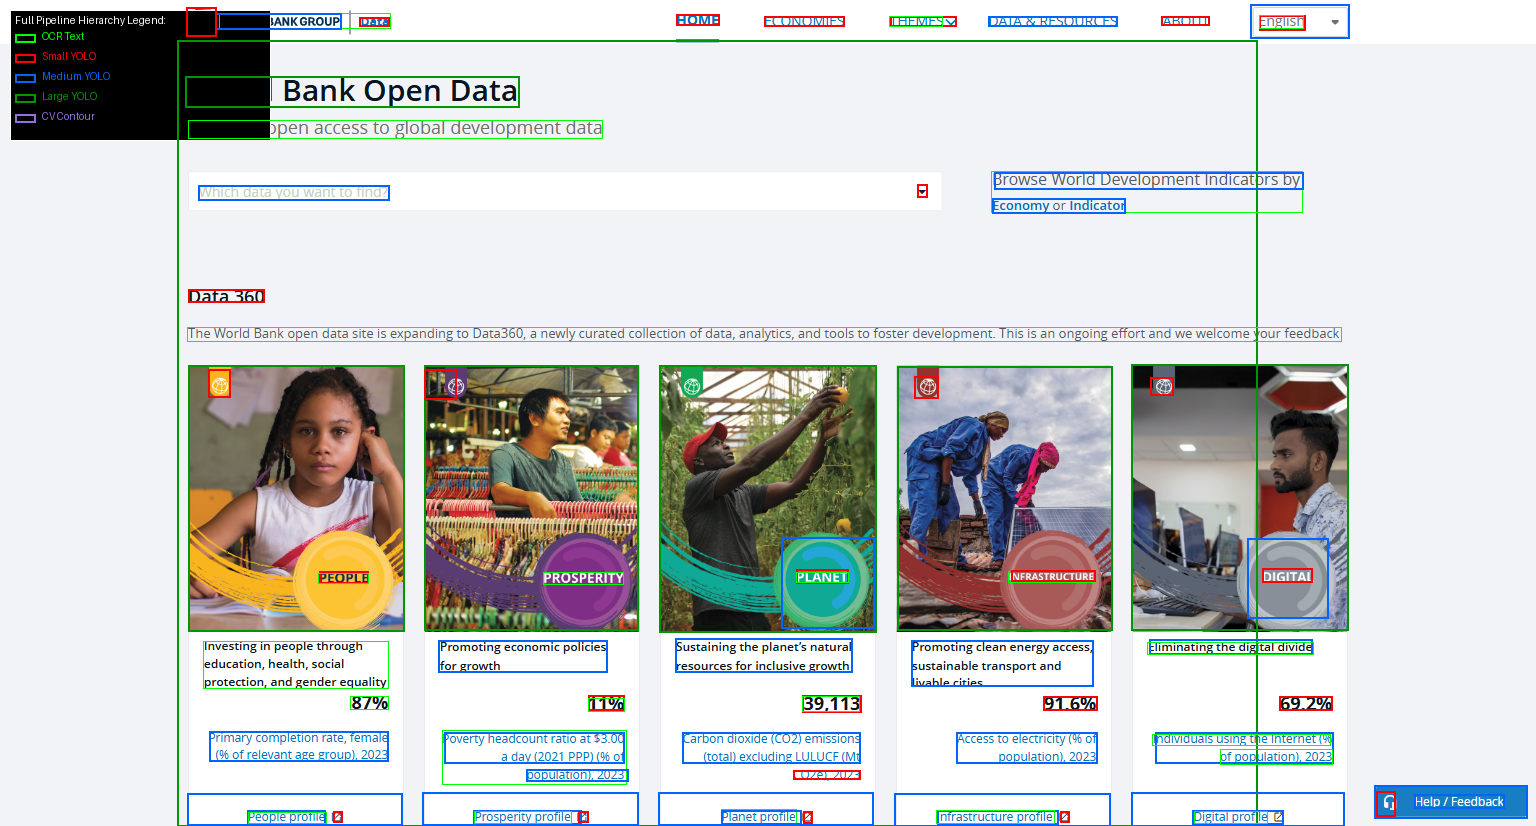 Full Pipeline Hierarchy Legend:
OCR Text
Small YOLO
Medium YOLO
Large YOLO
CV Contour
BANK GROUP
Data
HOME
ECONOMIES
THEMES
DATA & RESOURCES
ABOUT
English
Bank Open Data
open access to global development data
Which data you want to find?
Browse World Development Indicators by
Economy or Indicator
Data 360
The World Bank open data site is expanding to Data360, a newly curated collection of data, analytics, and tools to foster development. This is an ongoing effort and we welcome your feedback
PEOPLE
Investing in people through
education, health, social
protection, and gender equality
87%
Primary completion rate, female
(% of relevant age group), 2023
People profile
PROSPERITY
Promoting economic policies
for growth
11%
Poverty headcount ratio at $3.00
a day (2021 PPP) (% of
population), 2023
Prosperity profile
PLANET
Sustaining the planet's natural
resources for inclusive growth
39,113
Carbon dioxide (CO2) emissions
(total) excluding LULUCF (Mt
CO2e), 2023
Planet profile
INFRASTRUCTURE
Promoting clean energy access,
sustainable transport and
livable cities
91.6%
Access to electricity (% of
population), 2023
Infrastructure profile
DIGITAL
Eliminating the digital divide
69.2%
Individuals using the Internet (%
of population), 2023
Digital profile
Help / Feedback